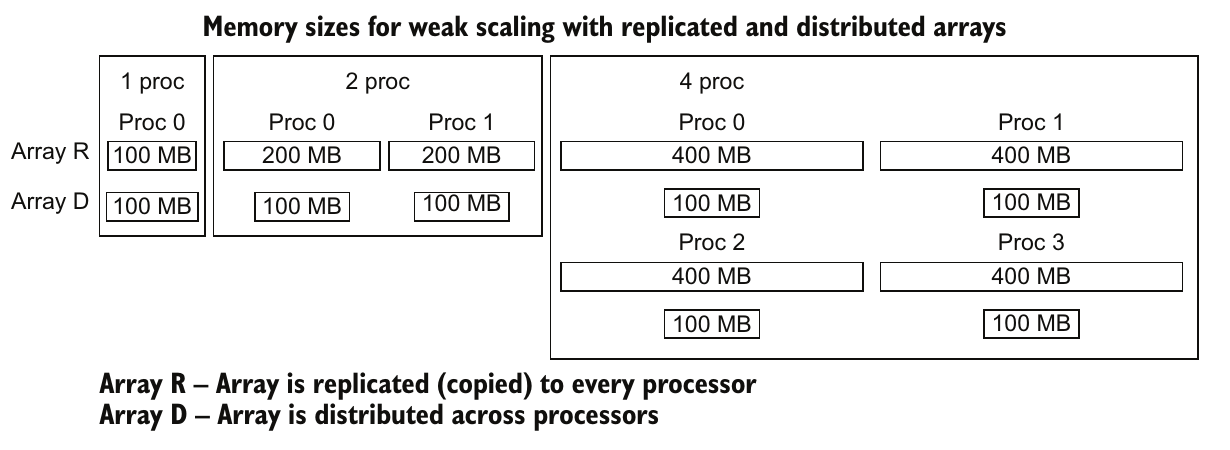 Memory sizes for weak scaling with replicated and distributed arrays
1 proc
2 proc
4 proc
Proc 0
Proc 0
Proc 1
Proc 0
Proc 1
Array R
100 MB
200 MB
200 MB
400 MB
400 MB
Array D
100 MB
100 MB
100 MB
100 MB
100 MB
Proc 2
Proc 3
400 MB
400 MB
100 MB
100 MB
Array R – Array is replicated (copied) to every processor
Array D – Array is distributed across processors